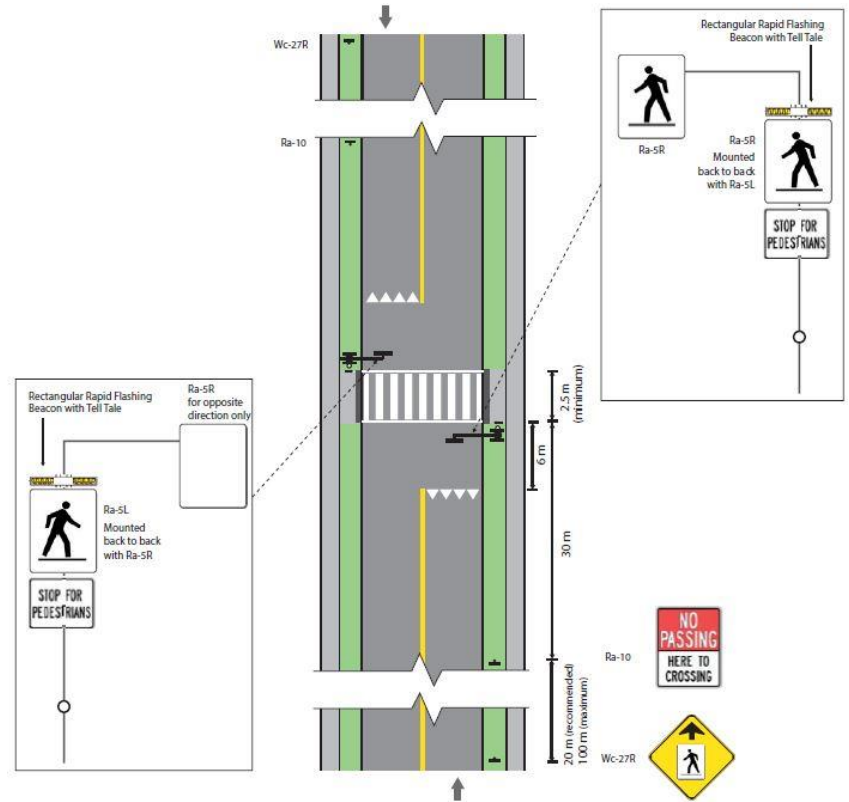 Wc-27R
Ra-10
Rectangular Rapid Flashing
Beacon with Tell Tale
Ra-5R
Ra-5R
Mounted
back to back
with Ra-5L
STOP FOR
PEDESTRIANS
Rectangular Rapid Flashing
Beacon with Tell Tale
Ra-5R
for opposite
direction only
Ra-5L
Mounted
back to back
with Ra-5R
STOP FOR
PEDESTRIANS
2.5 m
(minimum)
6 m
30 m
20 m (recommended)
100 m (maximum)
Ra-10
NO
PASSING
HERE TO
CROSSING
Wc-27R